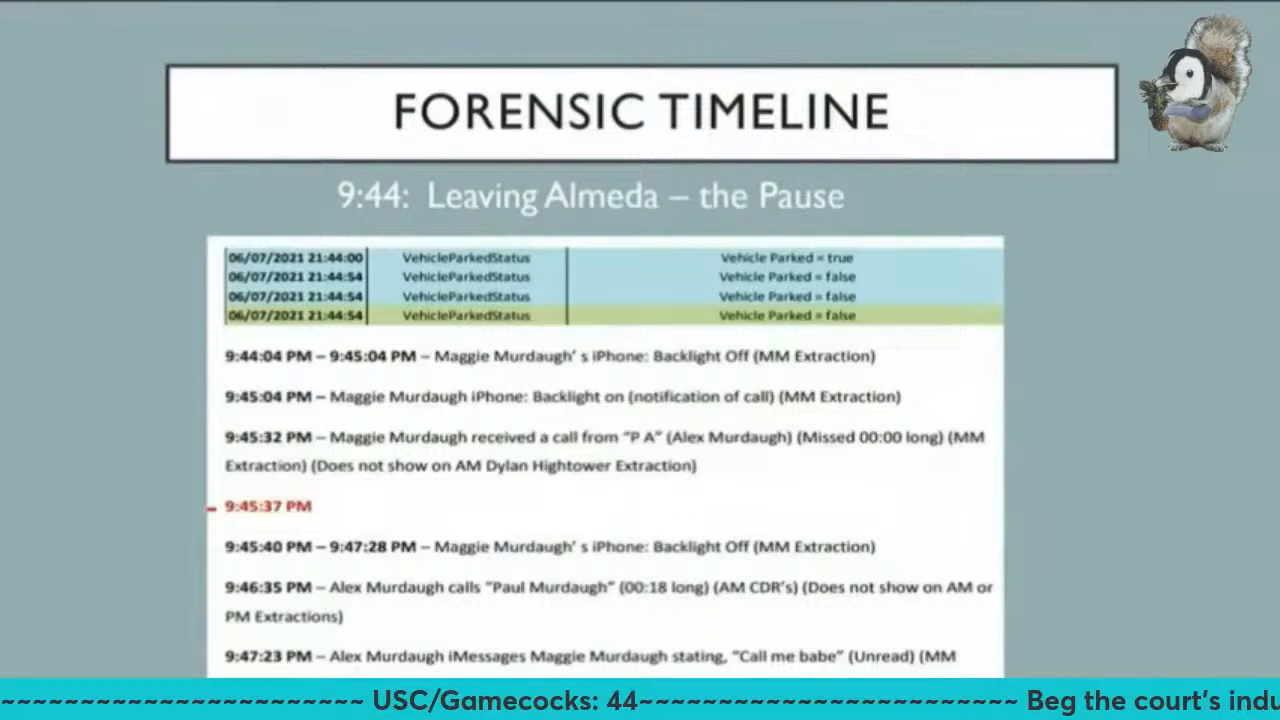 FORENSIC TIMELINE
9:44: Leaving Almeda – the Pause
06/07/2021 21:44:00 VehicleParkedStatus Vehicle Parked = true
06/07/2021 21:44:54 VehicleParkedStatus Vehicle Parked = false
06/07/2021 21:44:54 VehicleParkedStatus Vehicle Parked = false
06/07/2021 21:44:54 VehicleParkedStatus Vehicle Parked = false
9:44:04 PM – 9:45:04 PM – Maggie Murdaugh' s iPhone: Backlight Off (MM Extraction)
9:45:04 PM – Maggie Murdaugh iPhone: Backlight on (notification of call) (MM Extraction)
9:45:32 PM – Maggie Murdaugh received a call from "P A" (Alex Murdaugh) (Missed 00:00 long) (MM
Extraction) (Does not show on AM Dylan Hightower Extraction)
9:45:37 PM
9:45:40 PM – 9:47:28 PM – Maggie Murdaugh' s iPhone: Backlight Off (MM Extraction)
9:46:35 PM – Alex Murdaugh calls "Paul Murdaugh" (00:18 long) (AM CDR's) (Does not show on AM or
PM Extractions)
9:47:23 PM – Alex Murdaugh iMessages Maggie Murdaugh stating, "Call me babe" (Unread) (MM
~~~~~~~~~~~~~~~~~~~~~~~ USC/Gamecocks: 44~~~~~~~~~~~~~~~~~~~~~~~~ Beg the court's indu